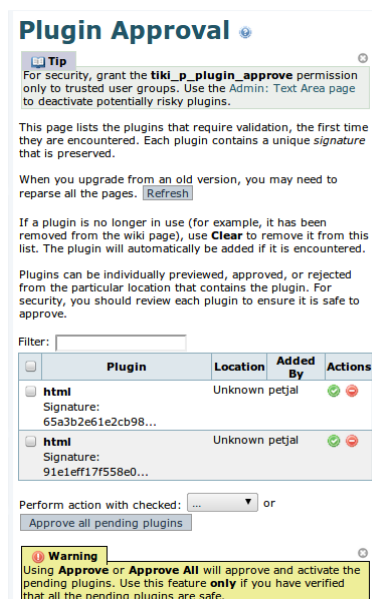 Plugin Approval
Tip
For security, grant the tiki_p_plugin_approve permission
only to trusted user groups. Use the Admin: Text Area page
to deactivate potentially risky plugins.
This page lists the plugins that require validation, the first time
they are encountered. Each plugin contains a unique signature
that is preserved.
When you upgrade from an old version, you may need to
reparse all the pages. Refresh
If a plugin is no longer in use (for example, it has been
removed from the wiki page), use Clear to remove it from this
list. The plugin will automatically be added if it is encountered.
Plugins can be individually previewed, approved, or rejected
from the particular location that contains the plugin. For
security, you should review each plugin to ensure it is safe to
approve.
Filter:
Plugin Location Added By Actions
html Unknown petjal
Signature:
65a3b2e61e2cb98...
html Unknown petjal
Signature:
91e1eff17f558e0...
Perform action with checked: ... or
Approve all pending plugins
Warning
Using Approve or Approve All will approve and activate the
pending plugins. Use this feature only if you have verified
that all the pending plugins are safe.